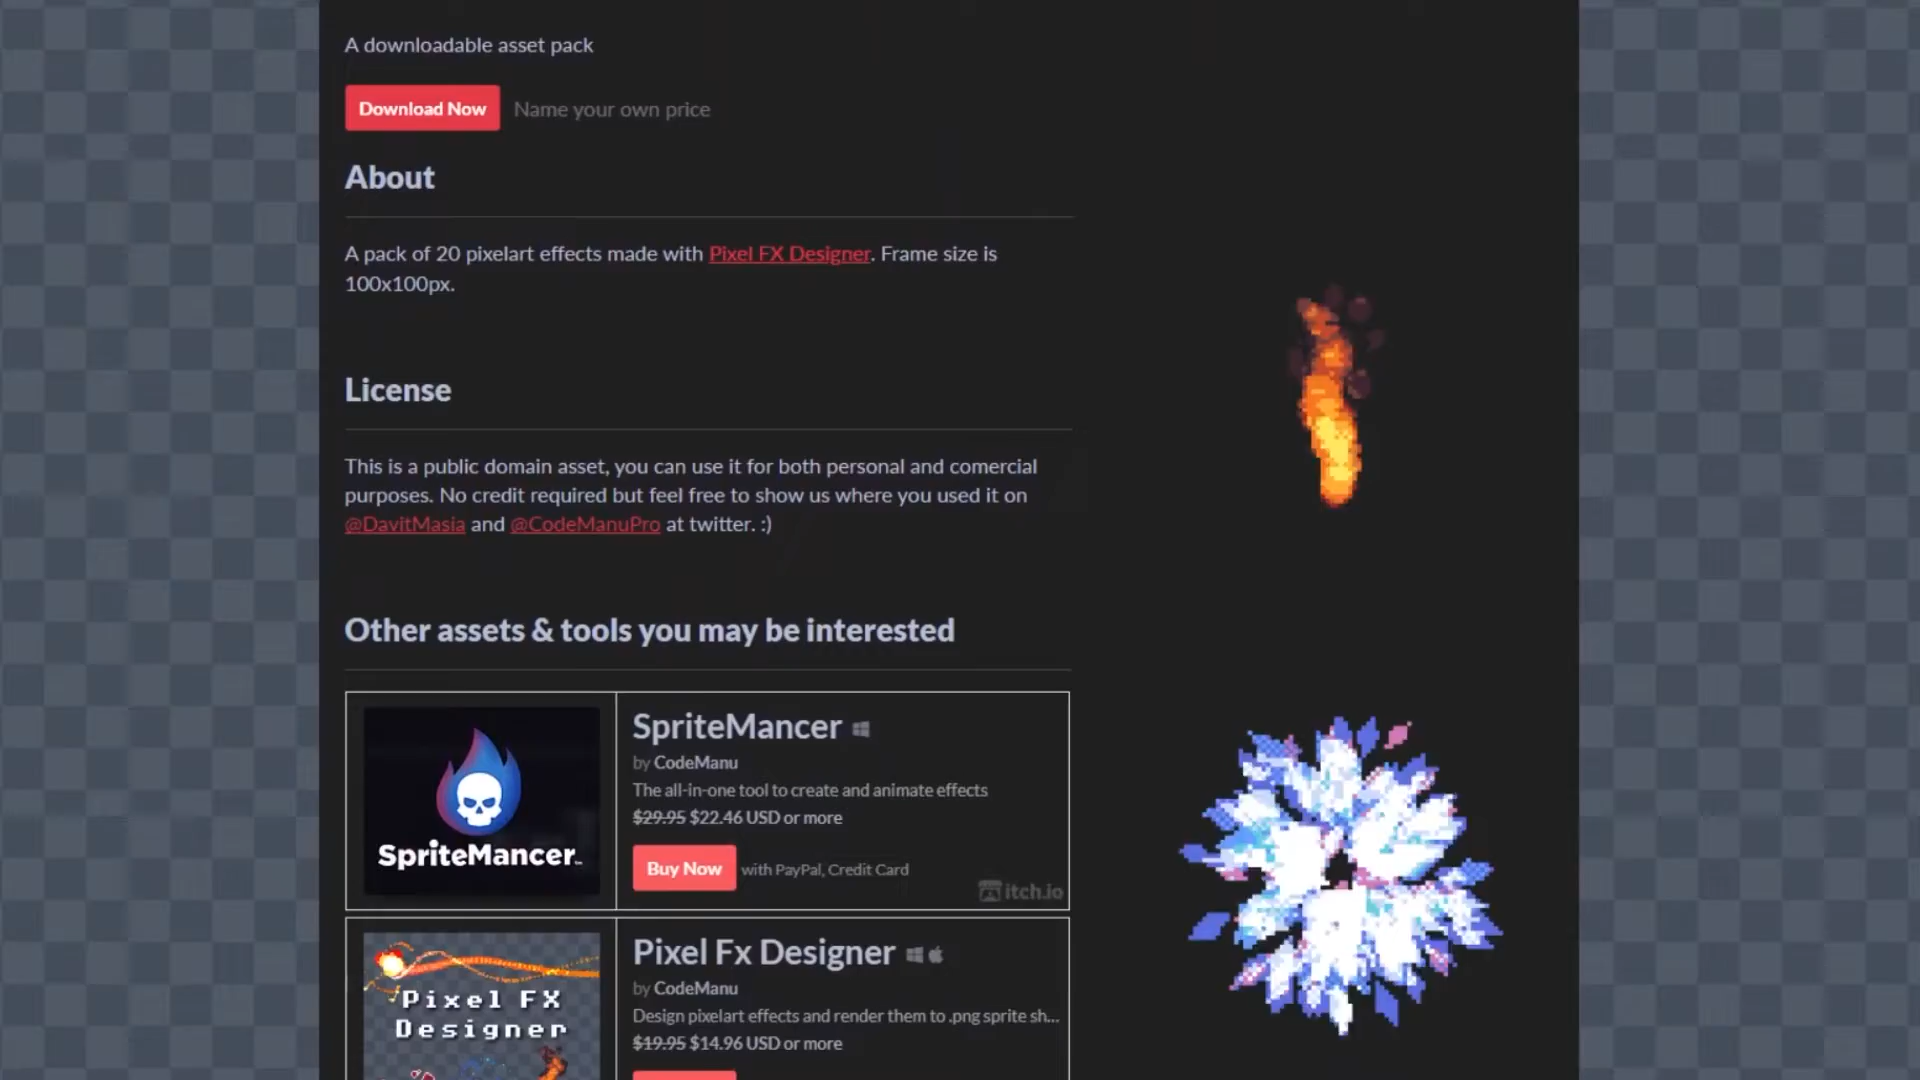 A downloadable asset pack
Download Now Name your own price
About
A pack of 20 pixelart effects made with Pixel FX Designer. Frame size is
100x100px.
License
This is a public domain asset, you can use it for both personal and comercial
purposes. No credit required but feel free to show us where you used it on
@DavitMasia and @CodeManuPro at twitter. :)
Other assets & tools you may be interested
SpriteMancer
SpriteMancer
by CodeManu
The all-in-one tool to create and animate effects
$29.95 $22.46 USD or more
Buy Now with PayPal, Credit Card
itch.io
Pixel FX
Designer
Pixel Fx Designer
by CodeManu
Design pixelart effects and render them to .png sprite sh...
$19.95 $14.96 USD or more